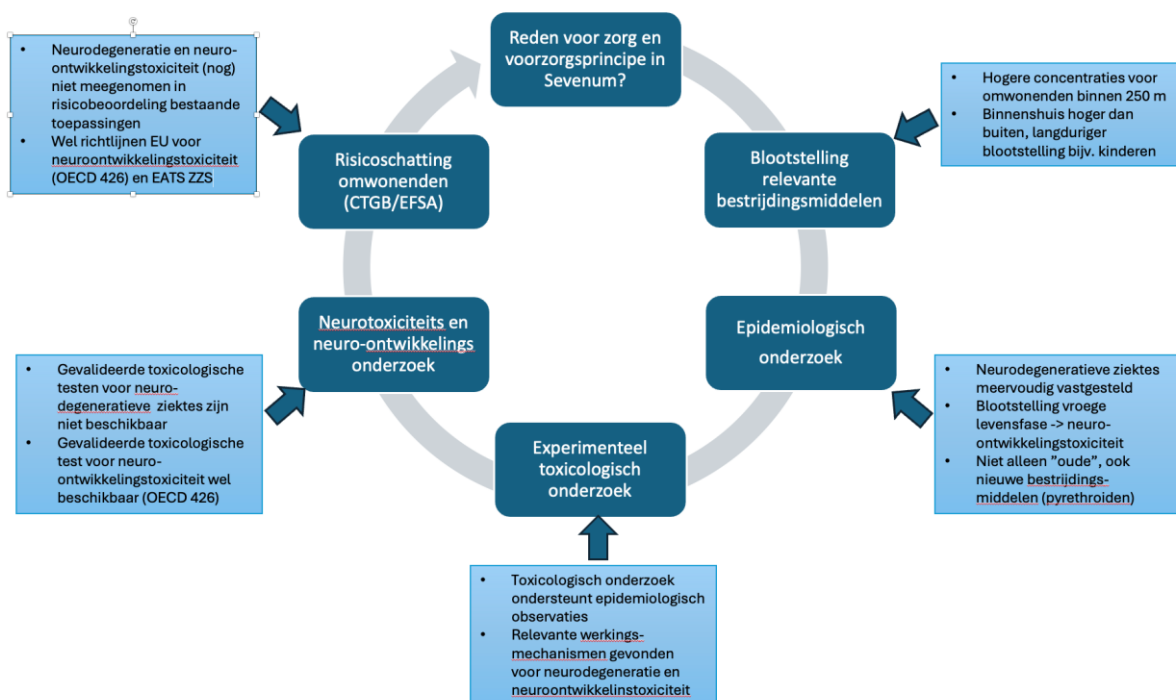 Reden voor zorg en
voorzorgsprincipe in
Sevenum?
• Neurodegeneratie en neuro-
ontwikkelingstoxiciteit (nog)
niet meegenomen in
risicobeoordeling bestaande
toepassingen
• Wel richtlijnen EU voor
neuroontwikkelingstoxiciteit
(OECD 426) en EATS ZZS
• Hogere concentraties voor
omwonenden binnen 250 m
• Binnenshuis hoger dan
buiten, langduriger
blootstelling bijv. kinderen
Risicoschatting
omwonenden
(CTGB/EFSA)
Blootstelling
relevante
bestrijdingsmiddelen
Neurotoxiciteits en
neuro-ontwikkelings
onderzoek
Epidemiologisch
onderzoek
• Gevalideerde toxicologische
testen voor neuro-
degeneratieve ziektes zijn
niet beschikbaar
• Gevalideerde toxicologische
test voor neuro-
ontwikkelingstoxiciteit wel
beschikbaar (OECD 426)
• Neurodegeneratieve ziektes
meervoudig vastgesteld
• Blootstelling vroege
levensfase -> neuro-
ontwikkelingstoxiciteit
• Niet alleen ”oude”, ook
nieuwe bestrijdings-
middelen (pyrethroiden)
Experimenteel
toxicologisch
onderzoek
• Toxicologisch onderzoek
ondersteunt epidemiologisch
observaties
• Relevante werkings-
mechanismen gevonden
voor neurodegeneratie en
neuroontwikkelinstoxiciteit